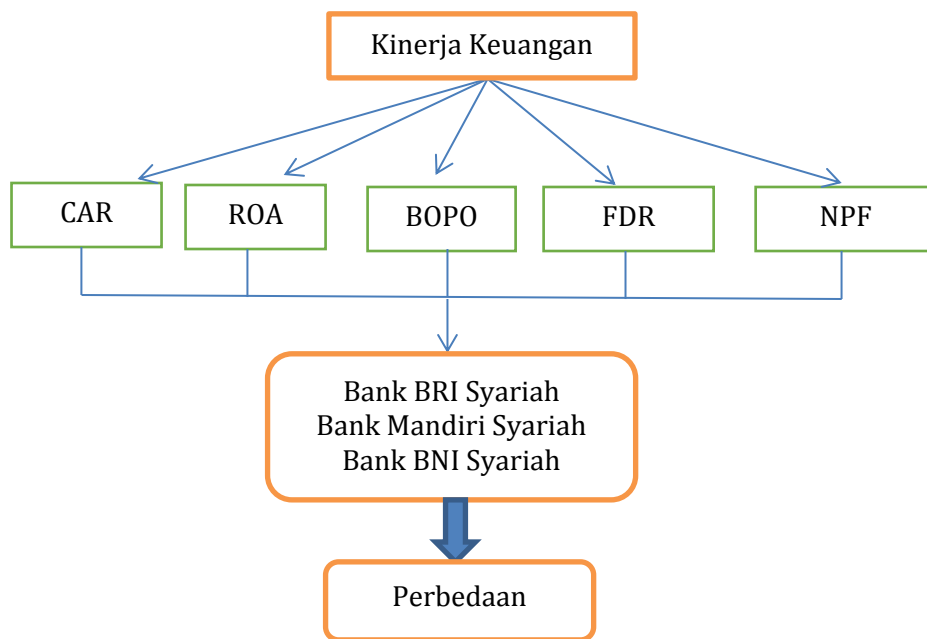 Kinerja Keuangan
CAR
ROA
BOPO
FDR
NPF
Bank BRI Syariah
Bank Mandiri Syariah
Bank BNI Syariah
Perbedaan